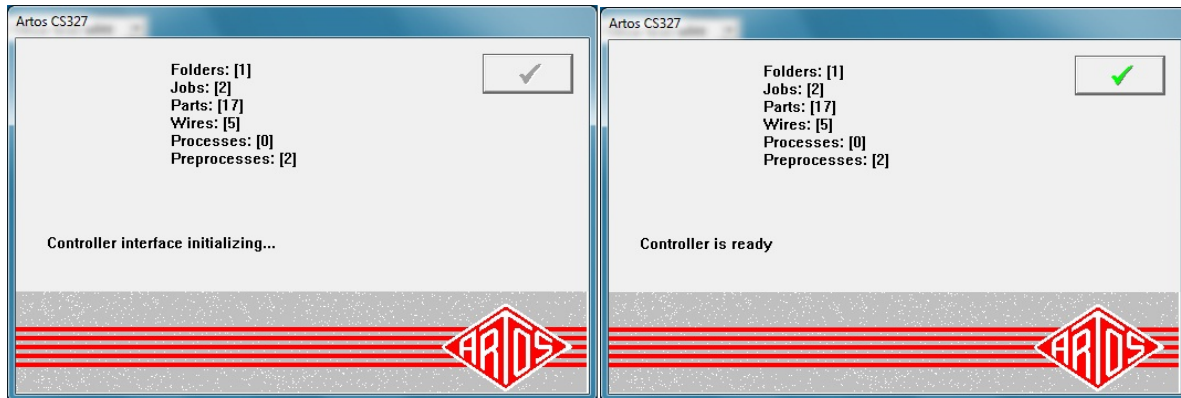 Artos CS327
Folders: [1]
Jobs: [2]
Parts: [17]
Wires: [5]
Processes: [0]
Preprocesses: [2]
Controller interface initializing...
ARTOS
Artos CS327
Folders: [1]
Jobs: [2]
Parts: [17]
Wires: [5]
Processes: [0]
Preprocesses: [2]
Controller is ready
ARTOS